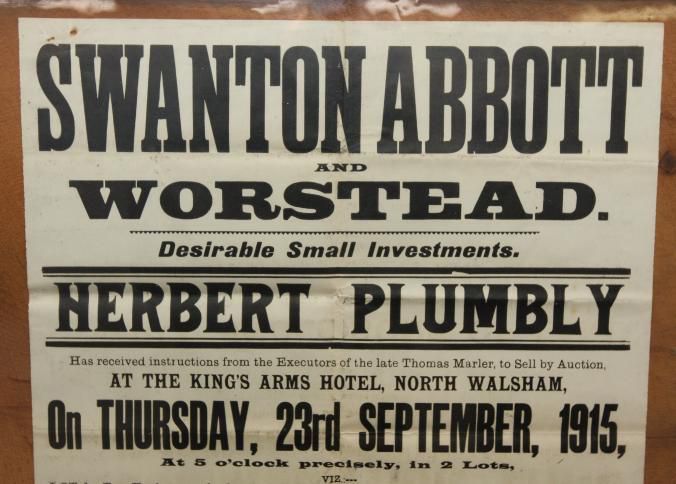 SWANTON ABBOTT
AND
WORSTEAD.
Desirable Small Investments.
HERBERT PLUMBLY
Has received instructions from the Executors of the late Thomas Marler, to Sell by Auction,
AT THE KING'S ARMS HOTEL, NORTH WALSHAM,
On THURSDAY, 23rd SEPTEMBER, 1915,
At 5 o'clock precisely, in 2 Lots,
VIZ.:---